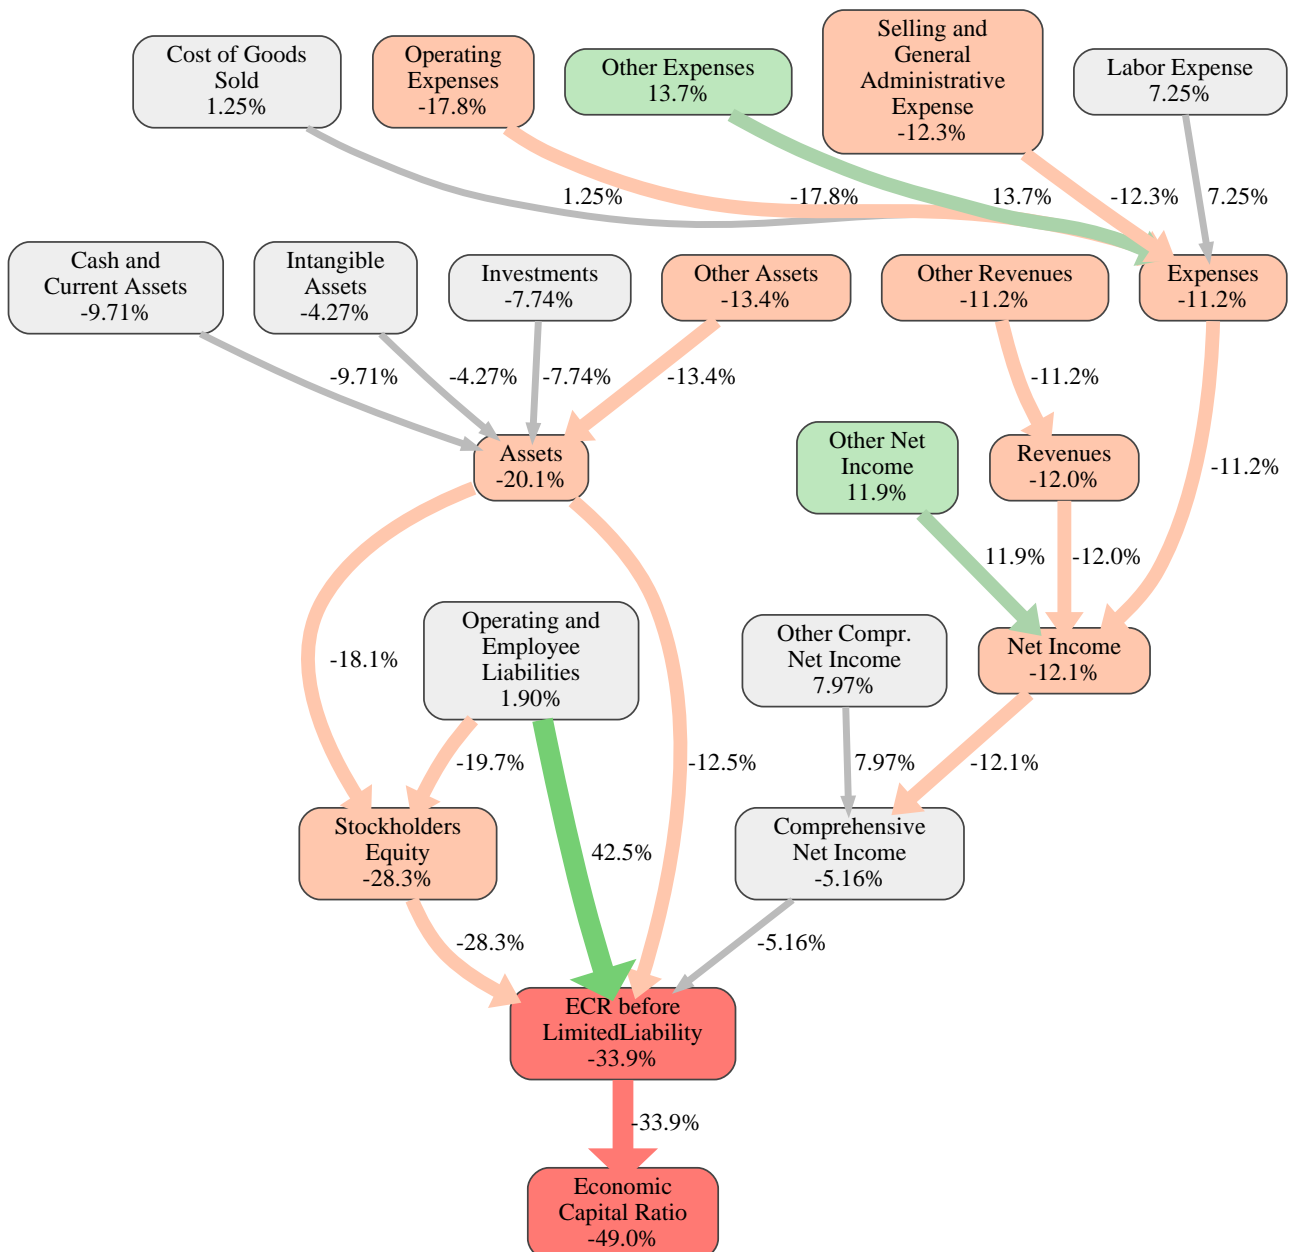 Cost of Goods
Sold
1.25%
Operating
Expenses
-17.8%
Other Expenses
13.7%
Selling and
General
Administrative
Expense
-12.3%
Labor Expense
7.25%
1.25%
-17.8%
13.7%
-12.3%
7.25%
Cash and
Current Assets
-9.71%
Intangible
Assets
-4.27%
Investments
-7.74%
Other Assets
-13.4%
Other Revenues
-11.2%
Expenses
-11.2%
-9.71%
-4.27%
-7.74%
-13.4%
-11.2%
-11.2%
Assets
-20.1%
Other Net
Income
11.9%
Revenues
-12.0%
11.9%
-12.0%
Operating and
Employee
Liabilities
1.90%
Other Compr.
Net Income
7.97%
Net Income
-12.1%
-18.1%
-19.7%
-12.5%
7.97%
-12.1%
Stockholders
Equity
-28.3%
42.5%
Comprehensive
Net Income
-5.16%
-28.3%
-5.16%
ECR before
LimitedLiability
-33.9%
-33.9%
Economic
Capital Ratio
-49.0%